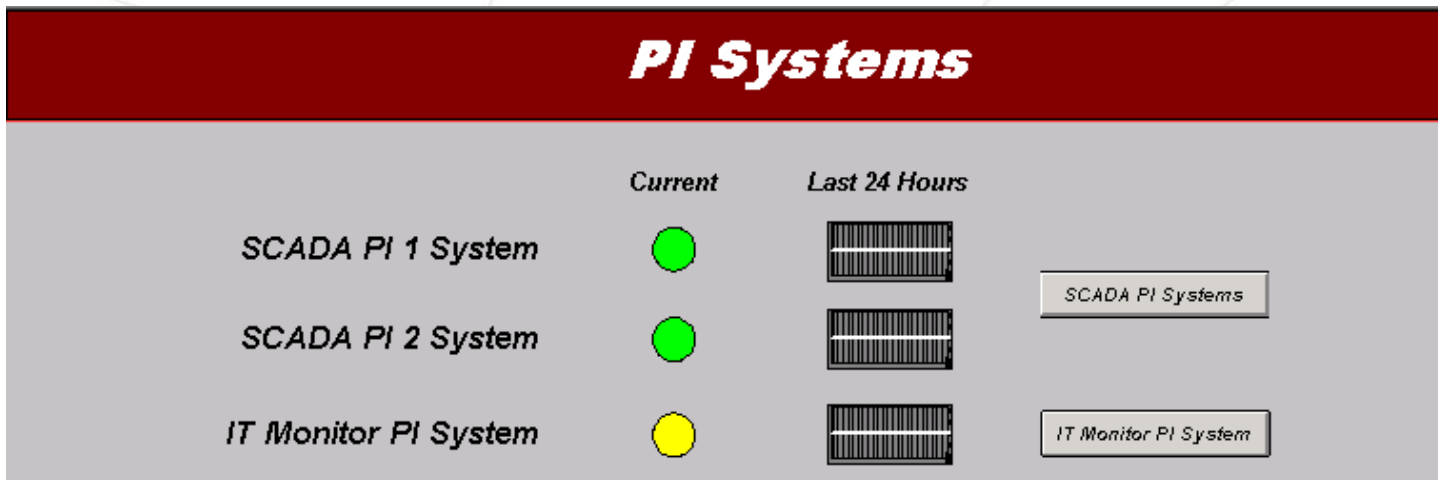 PI Systems
Current Last 24 Hours
SCADA PI 1 System
SCADA PI Systems
SCADA PI 2 System
IT Monitor PI System IT Monitor PI System